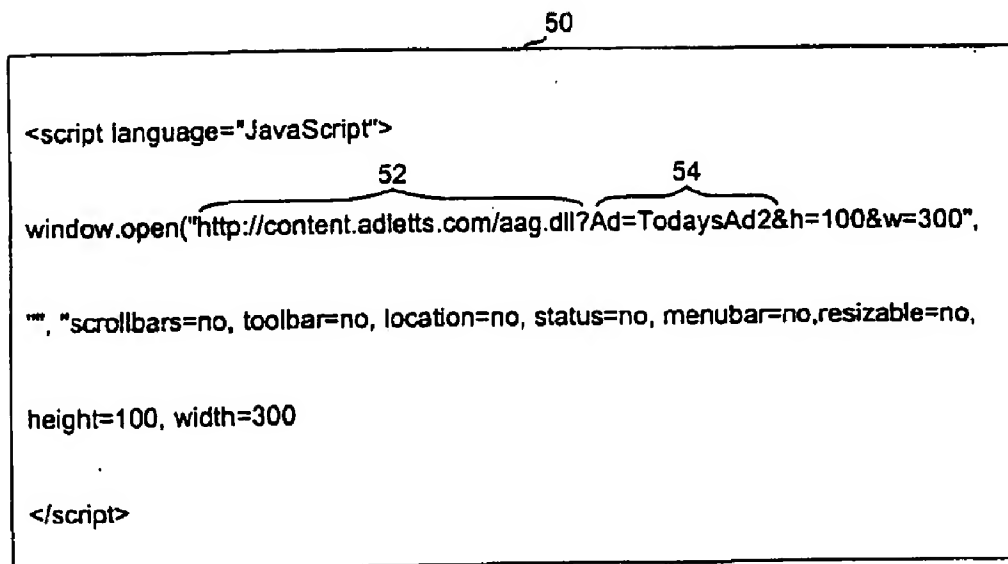 50
<script language="JavaScript">
52 54
window.open("http://content.adletts.com/aag.dll?Ad=TodaysAd2&h=100&w=300",
"", "scrollbars=no, toolbar=no, location=no, status=no, menubar=no,resizable=no,
height=100, width=300
</script>